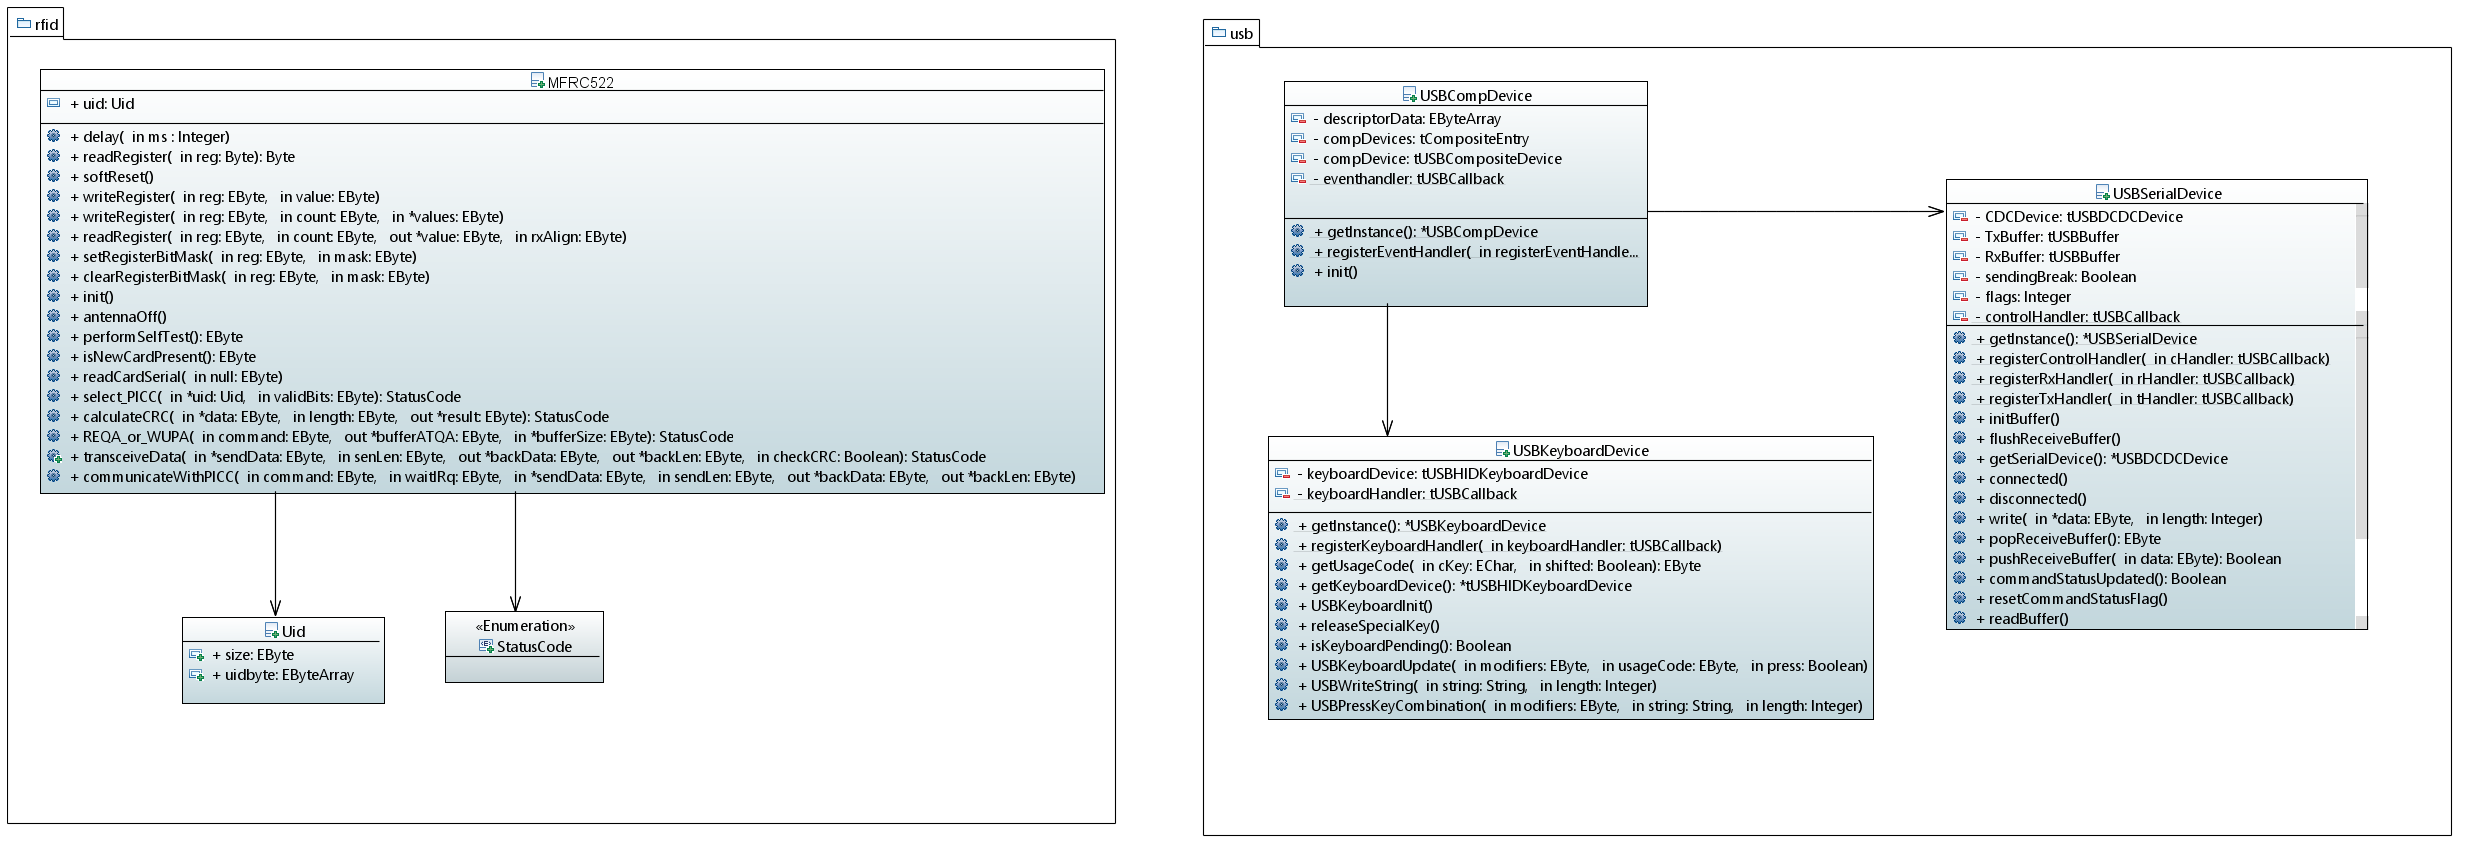 rfid
MFRC522
+ uid: Uid
+ delay( in ms : Integer)
+ readRegister( in reg: Byte): Byte
+ softReset()
+ writeRegister( in reg: EByte, in value: EByte)
+ writeRegister( in reg: EByte, in count: EByte, in *values: EByte)
+ readRegister( in reg: EByte, in count: EByte, out *value: EByte, in rxAlign: EByte)
+ setRegisterBitMask( in reg: EByte, in mask: EByte)
+ clearRegisterBitMask( in reg: EByte, in mask: EByte)
+ init()
+ antennaOff()
+ performSelfTest(): EByte
+ isNewCardPresent(): EByte
+ readCardSerial( in null: EByte)
+ select_PICC( in *uid: Uid, in validBits: EByte): StatusCode
+ calculateCRC( in *data: EByte, in length: EByte, out *result: EByte): StatusCode
+ REQA_or_WUPA( in command: EByte, out *bufferATQA: EByte, in *bufferSize: EByte): StatusCode
+ transceiveData( in *sendData: EByte, in senLen: EByte, out *backData: EByte, out *backLen: EByte, in checkCRC: Boolean): StatusCode
+ communicateWithPICC( in command: EByte, in waitIRq: EByte, in *sendData: EByte, in sendLen: EByte, out *backData: EByte, out *backLen: EByte)
Uid
+ size: EByte
+ uidbyte: EByteArray
«Enumeration»
StatusCode
usb
USBCompDevice
- descriptorData: EByteArray
- compDevices: tCompositeEntry
- compDevice: tUSBCompositeDevice
- eventhandler: tUSBCallback
+ getInstance(): *USBCompDevice
+ registerEventHandler( in registerEventHandle...
+ init()
USBSerialDevice
- CDCDevice: tUSBDCDCDevice
- TxBuffer: tUSBBuffer
- RxBuffer: tUSBBuffer
- sendingBreak: Boolean
- flags: Integer
- controlHandler: tUSBCallback
+ getInstance(): *USBSerialDevice
+ registerControlHandler( in cHandler: tUSBCallback)
+ registerRxHandler( in rHandler: tUSBCallback)
+ registerTxHandler( in tHandler: tUSBCallback)
+ initBuffer()
+ flushReceiveBuffer()
+ getSerialDevice(): *USBDCDCDevice
+ connected()
+ disconnected()
+ write( in *data: EByte, in length: Integer)
+ popReceiveBuffer(): EByte
+ pushReceiveBuffer( in data: EByte): Boolean
+ commandStatusUpdated(): Boolean
+ resetCommandStatusFlag()
+ readBuffer()
USBKeyboardDevice
- keyboardDevice: tUSBHIDKeyboardDevice
- keyboardHandler: tUSBCallback
+ getInstance(): *USBKeyboardDevice
+ registerKeyboardHandler( in keyboardHandler: tUSBCallback)
+ getUsageCode( in cKey: EChar, in shifted: Boolean): EByte
+ getKeyboardDevice(): *tUSBHIDKeyboardDevice
+ USBKeyboardInit()
+ releaseSpecialKey()
+ isKeyboardPending(): Boolean
+ USBKeyboardUpdate( in modifiers: EByte, in usageCode: EByte, in press: Boolean)
+ USBWriteString( in string: String, in length: Integer)
+ USBPressKeyCombination( in modifiers: EByte, in string: String, in length: Integer)